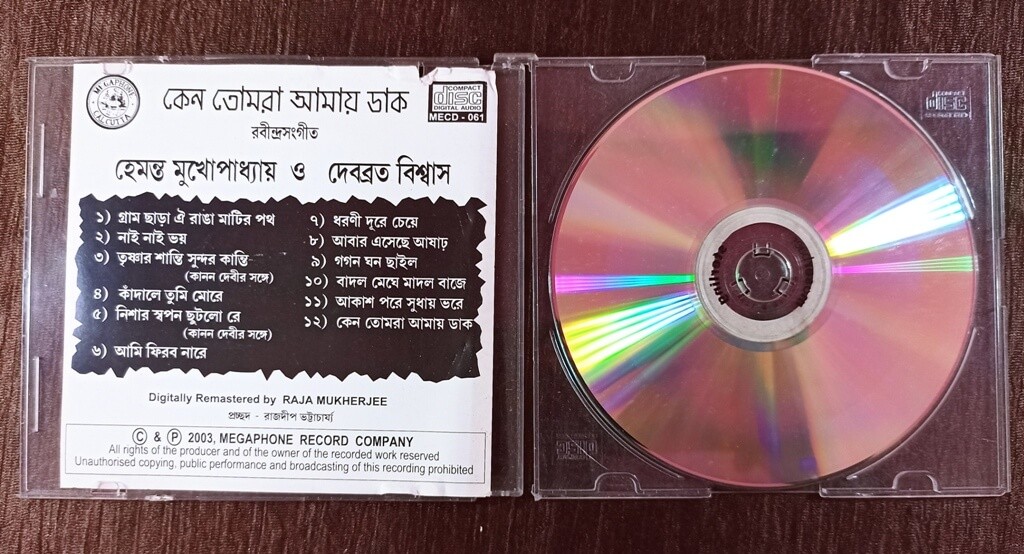 MEGAPHONE
CALCUTTA
কেন তোমরা আমায় ডাক
COMPACT
disc
DIGITAL AUDIO
MECD - 061
রবীন্দ্রসংগীত
হেমন্ত মুখোপাধ্যায় ও দেবব্রত বিশ্বাস
১) গ্রাম ছাড়া ঐ রাঙা মাটির পথ
২) নাই নাই ভয়
৩) তৃষ্ণার শান্তি সুন্দর কান্তি
(কানন দেবীর সঙ্গে)
৪) কাঁদালে তুমি মোরে
৫) নিশার স্বপন ছুটলো রে
(কানন দেবীর সঙ্গে)
৬) আমি ফিরব নারে
৭) ধরণী দূরে চেয়ে
৮) আবার এসেছে আষাঢ়
৯) গগন ঘন ছাইল
১০) বাদল মেঘে মাদল বাজে
১১) আকাশ পরে সুধায় ভরে
১২) কেন তোমরা আমায় ডাক
Digitally Remastered by RAJA MUKHERJEE
প্রচ্ছদ - রাজদীপ ভট্টাচার্য্য
© & ℗ 2003, MEGAPHONE RECORD COMPANY
All rights of the producer and of the owner of the recorded work reserved
Unauthorised copying, public performance and broadcasting of this recording prohibited